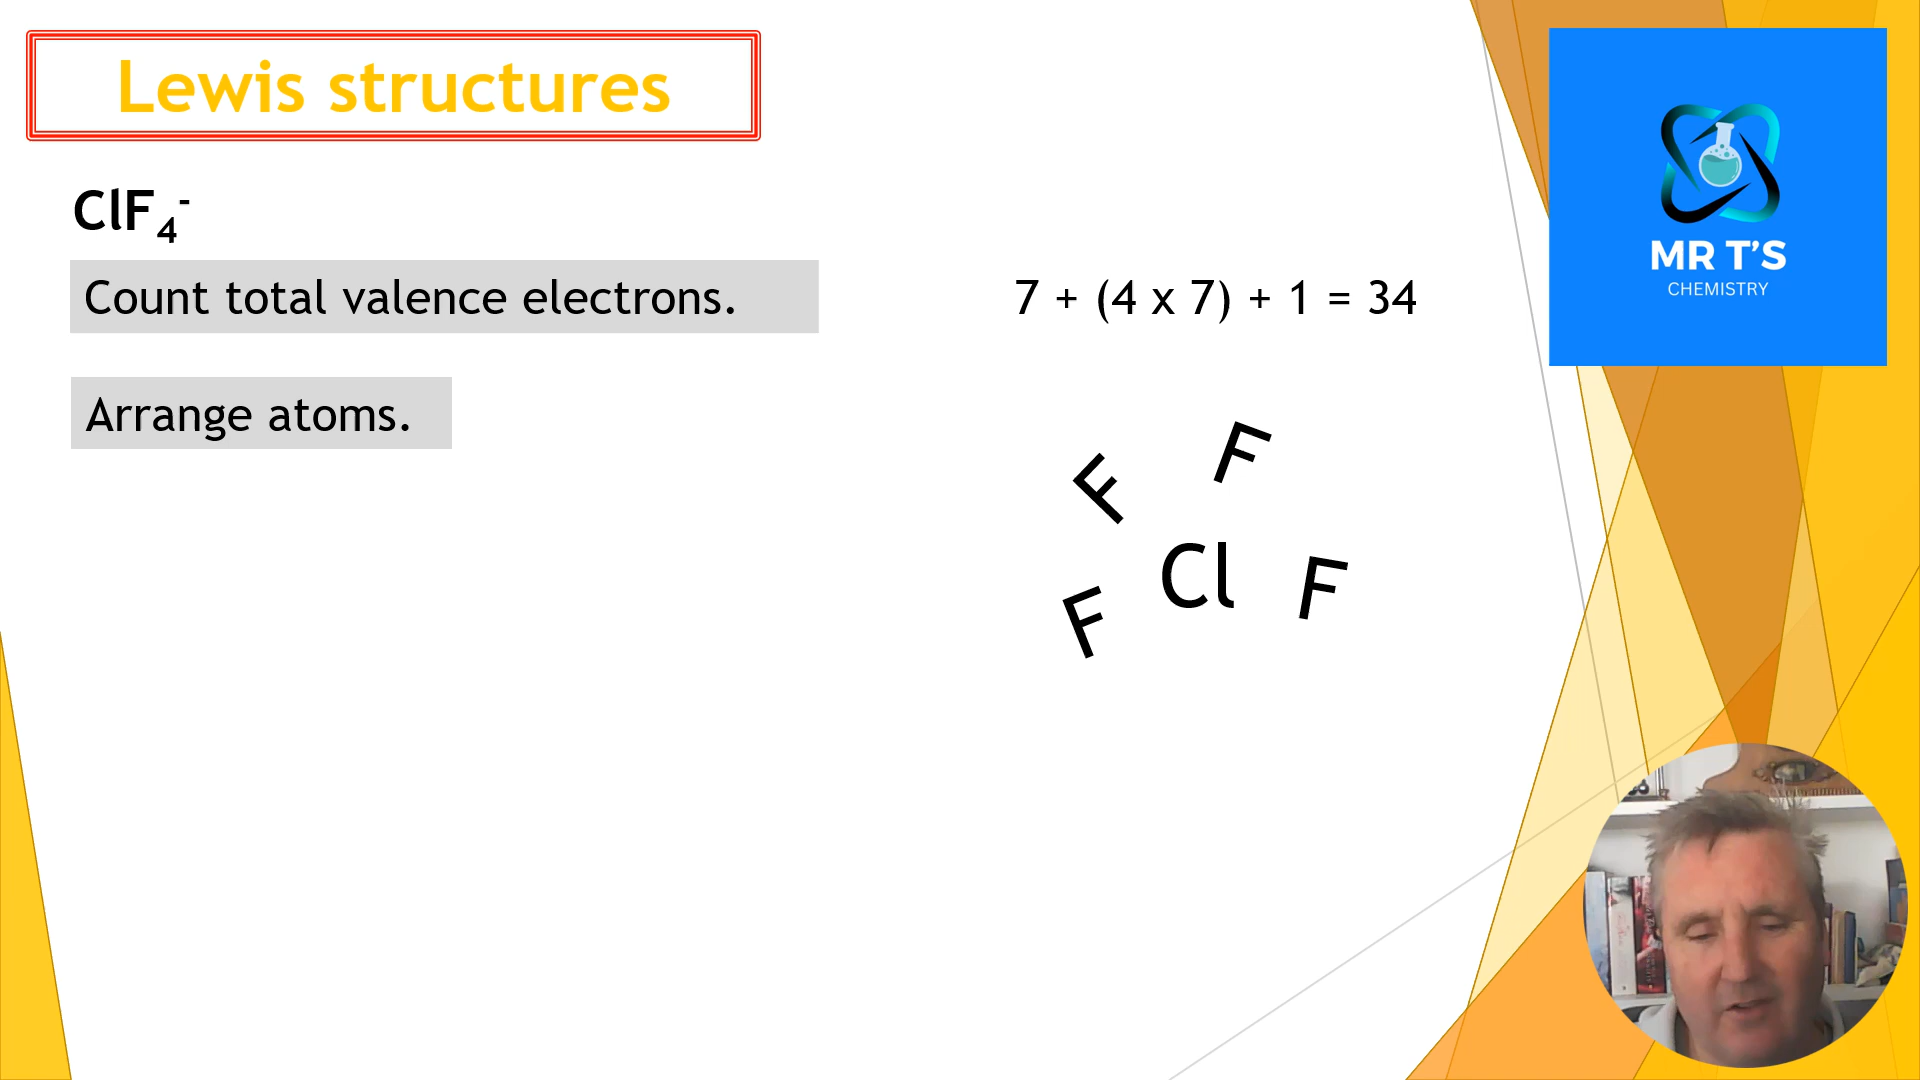 Lewis structures
ClF₄⁻
Count total valence electrons.
7 + (4 x 7) + 1 = 34
Arrange atoms.
F
F
Cl
F
F
MR T'S
CHEMISTRY